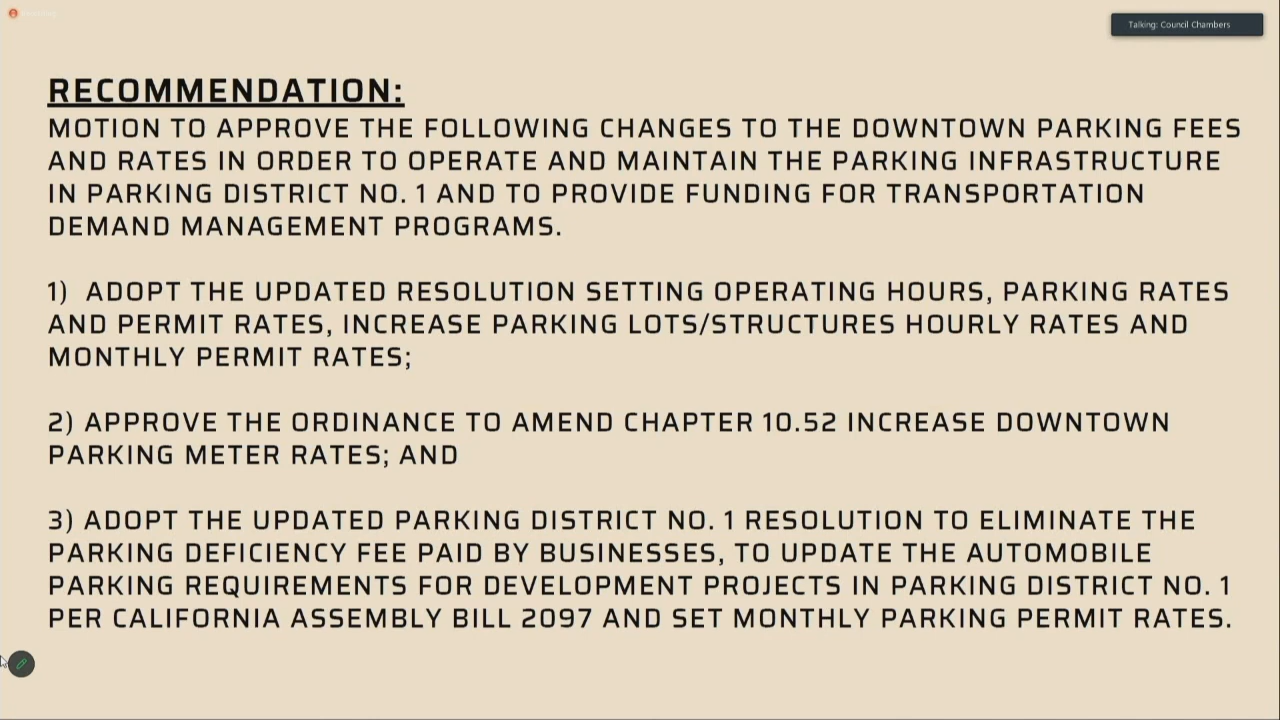 Talking: Council Chambers
RECOMMENDATION:
MOTION TO APPROVE THE FOLLOWING CHANGES TO THE DOWNTOWN PARKING FEES
AND RATES IN ORDER TO OPERATE AND MAINTAIN THE PARKING INFRASTRUCTURE
IN PARKING DISTRICT NO. 1 AND TO PROVIDE FUNDING FOR TRANSPORTATION
DEMAND MANAGEMENT PROGRAMS.
1) ADOPT THE UPDATED RESOLUTION SETTING OPERATING HOURS, PARKING RATES
AND PERMIT RATES, INCREASE PARKING LOTS/STRUCTURES HOURLY RATES AND
MONTHLY PERMIT RATES;
2) APPROVE THE ORDINANCE TO AMEND CHAPTER 10.52 INCREASE DOWNTOWN
PARKING METER RATES; AND
3) ADOPT THE UPDATED PARKING DISTRICT NO. 1 RESOLUTION TO ELIMINATE THE
PARKING DEFICIENCY FEE PAID BY BUSINESSES, TO UPDATE THE AUTOMOBILE
PARKING REQUIREMENTS FOR DEVELOPMENT PROJECTS IN PARKING DISTRICT NO. 1
PER CALIFORNIA ASSEMBLY BILL 2097 AND SET MONTHLY PARKING PERMIT RATES.